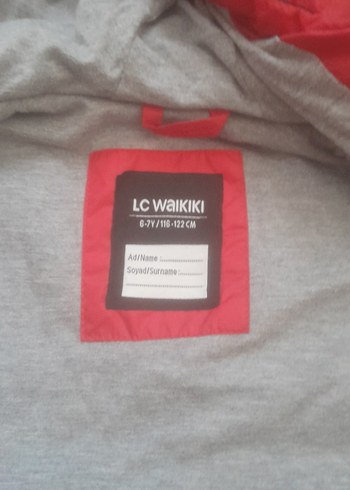 LC WAIKIKI
6-7Y / 116-122 CM
Ad/Name :..............
Soyad/Surname :........